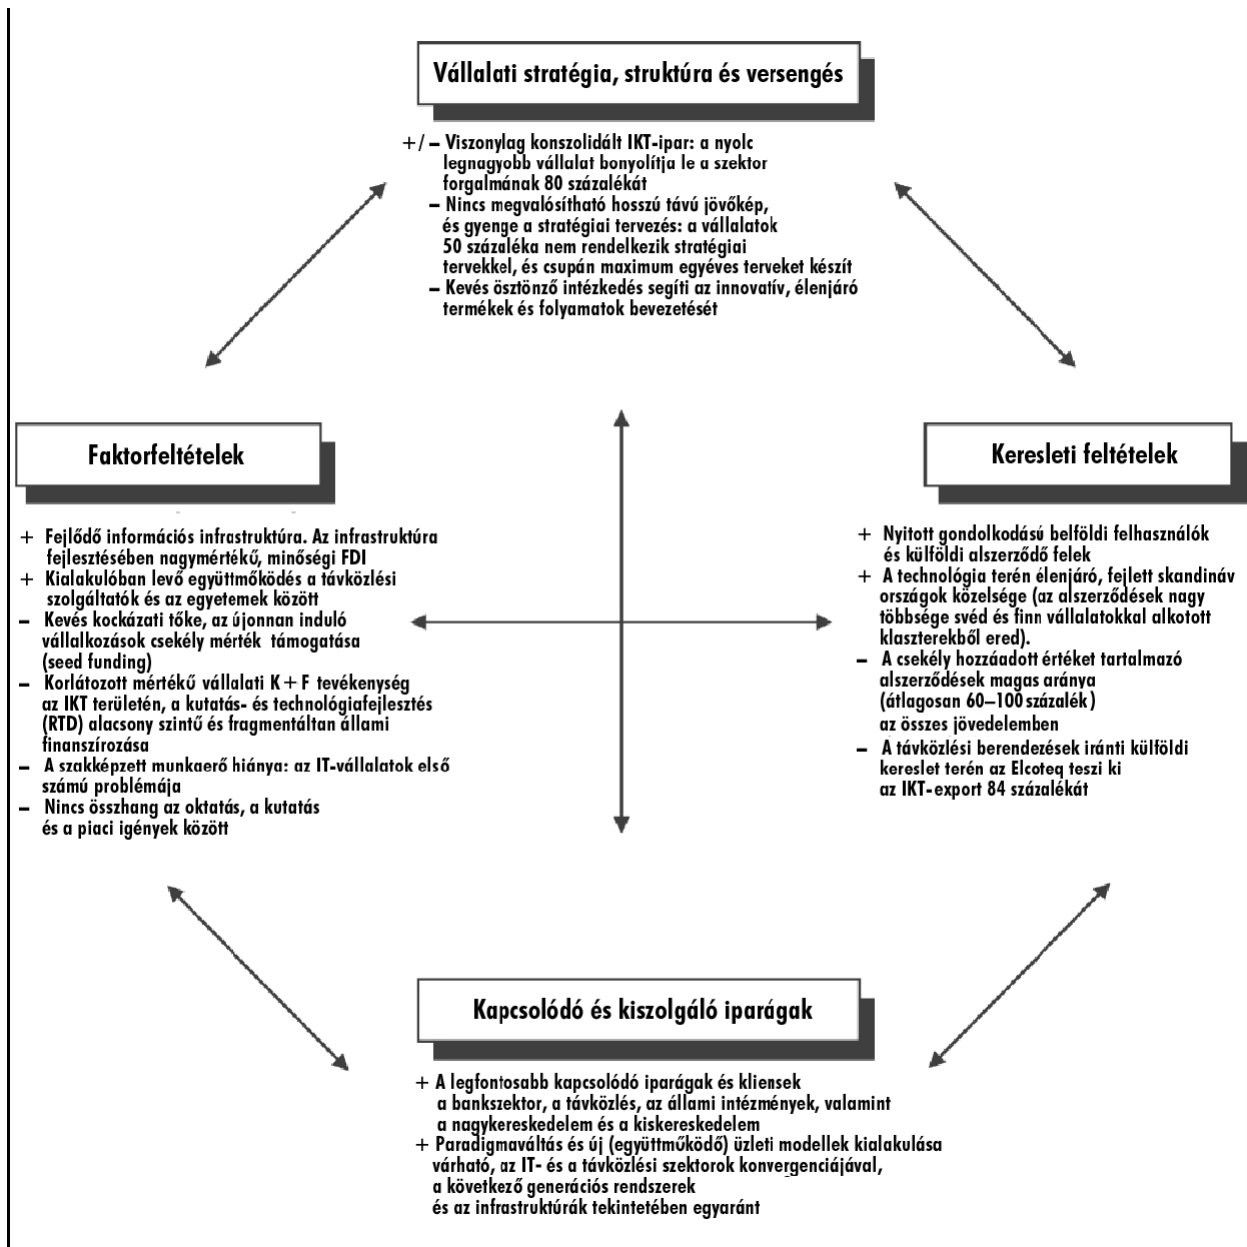 Vállalati stratégia, struktúra és versengés
+/– Viszonylag konszolidált IKT-ipar: a nyolc
legnagyobb vállalat bonyolítja le a szektor
forgalmának 80 százalékát
– Nincs megvalósítható hosszú távú jövőkép,
és gyenge a stratégiai tervezés: a vállalatok
50 százaléka nem rendelkezik stratégiai
tervekkel, és csupán maximum egyéves terveket készít
– Kevés ösztönző intézkedés segíti az innovatív, élenjáró
termékek és folyamatok bevezetését
Faktorfeltételek
+ Fejlődő információs infrastruktúra. Az infrastruktúra
fejlesztésében nagymértékű, minőségi FDI
+ Kialakulóban levő együttmőködés a távközlési
szolgáltatók és az egyetemek között
– Kevés kockázati tőke, az újonnan induló
vállalkozások csekély mérték támogatása
(seed funding)
– Korlátozott mértékű vállalati K+F tevékenység
az IKT területén, a kutatás- és technológiafejlesztés
(RTD) alacsony szintű és fragmentáltan állami
finanszírozása
– A szakképzett munkaerő hiánya: az IT-vállalatok első
számú problémája
– Nincs összhang az oktatás, a kutatás
és a piaci igények között
Keresleti feltételek
+ Nyitott gondolkodású belföldi felhasználók
és külföldi alszerződő felek
+ A technológia terén élenjáró, fejlett skandináv
országok közelsége (az alszerződések nagy
többsége svéd és finn vállalatokkal alkotott
klaszterekből ered).
– A csekély hozzáadott értéket tartalmazó
alszerződések magas aránya
(átlagosan 60–100 százalék)
az összes jövedelemben
– A távközlési berendezések iránti külföldi
kereslet terén az Elcoteq teszi ki
az IKT-export 84 százalékát
Kapcsolódó és kiszolgáló iparágak
+ A legfontosabb kapcsolódó iparágak és kliensek
a bankszektor, a távközlés, az állami intézmények, valamint
a nagykereskedelem és a kiskereskedelem
+ Paradigmaváltás és új (együttműködő) üzleti modellek kialakulása
várható, az IT- és a távközlési szektorok konvergenciájával,
a következő generációs rendszerek
és az infrastruktúrák tekintetében egyaránt